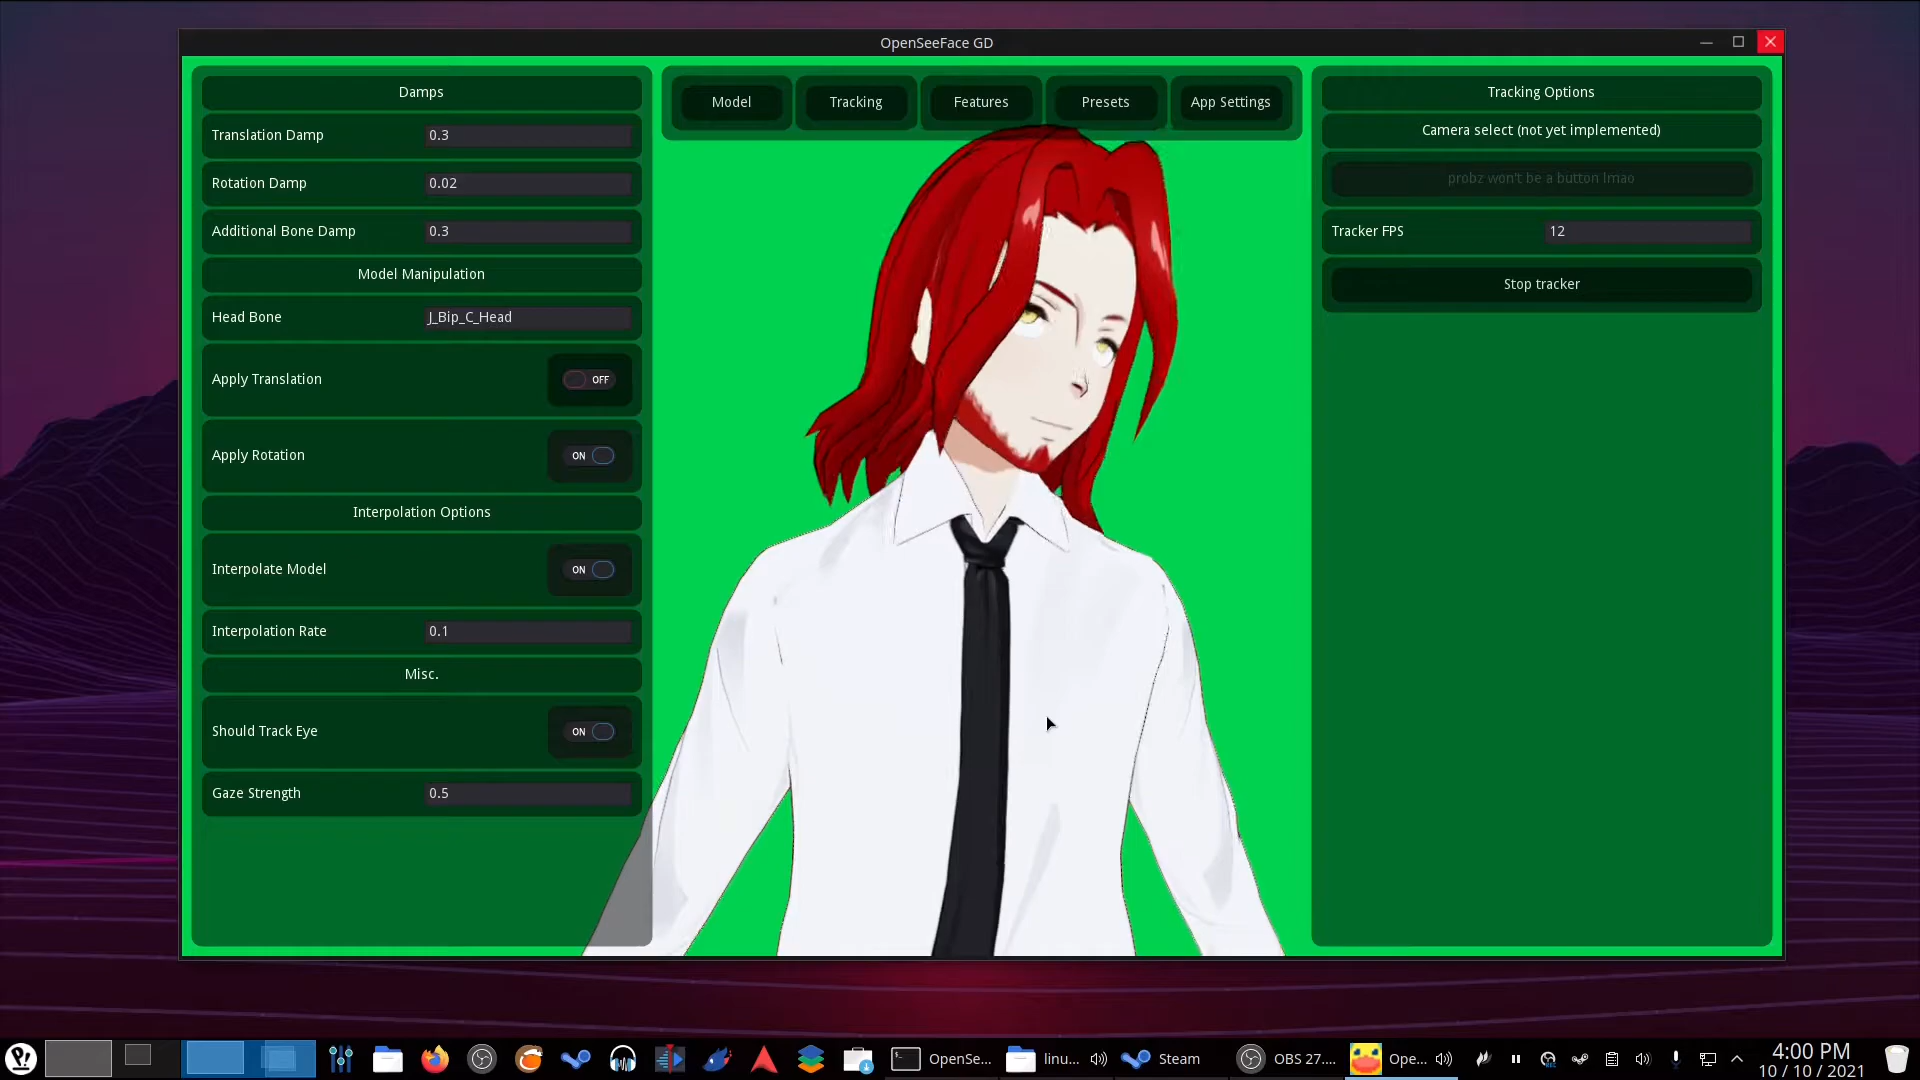 OpenSeeFace GD
Damps
Translation Damp 0.3
Rotation Damp 0.02
Additional Bone Damp 0.3
Model Manipulation
Head Bone J_Bip_C_Head
Apply Translation OFF
Apply Rotation ON
Interpolation Options
Interpolate Model ON
Interpolation Rate 0.1
Misc.
Should Track Eye ON
Gaze Strength 0.5
Model Tracking Features Presets App Settings
Tracking Options
Camera select (not yet implemented)
probz won't be a button lmao
Tracker FPS 12
Stop tracker
OpenSe... linu... Steam OBS 27.... Ope... 4:00 PM
10 / 10 / 2021